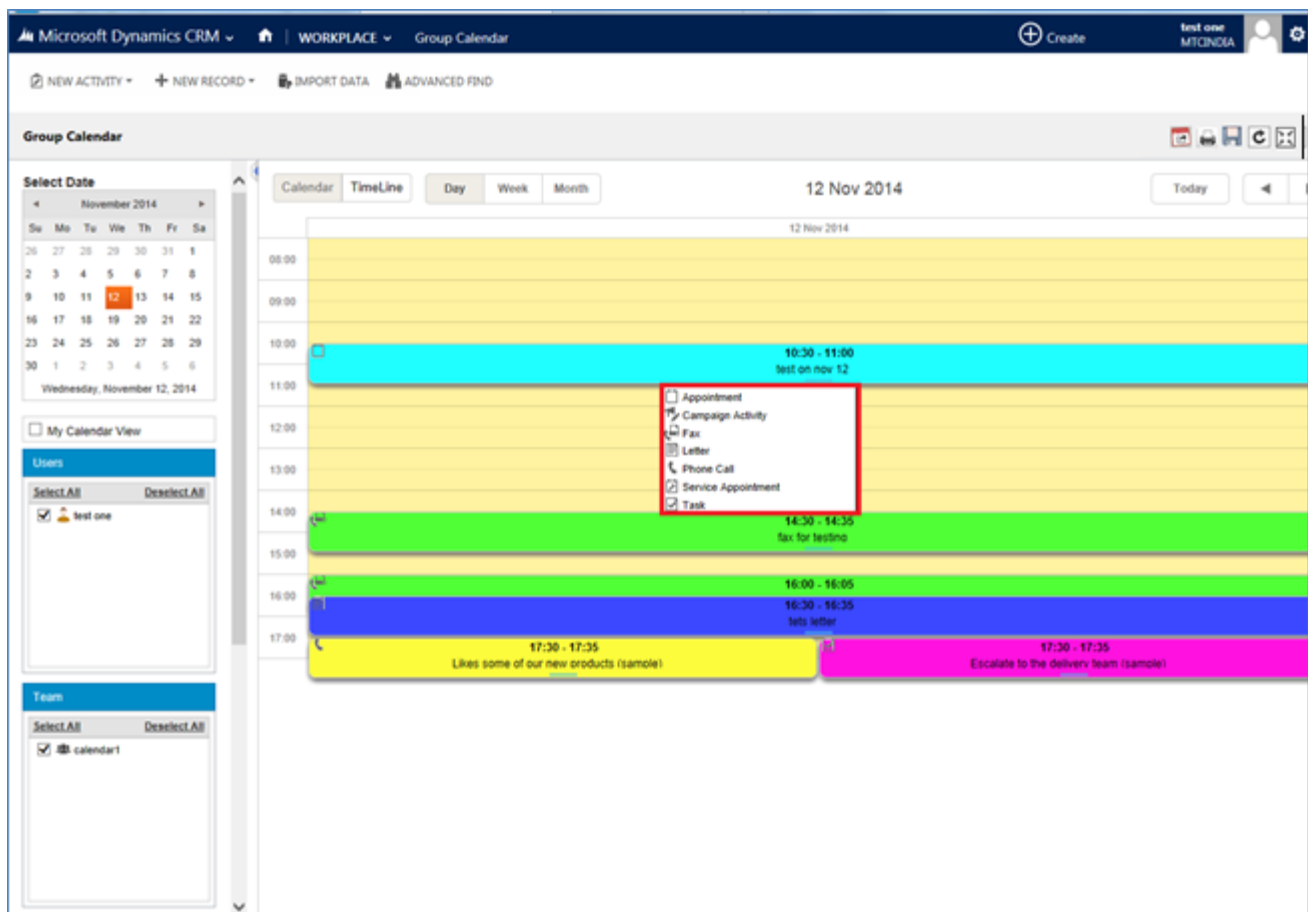 Microsoft Dynamics CRM WORKPLACE Group Calendar Create test one
MTCINDIA
NEW ACTIVITY NEW RECORD IMPORT DATA ADVANCED FIND
Group Calendar
Select Date
November 2014
Su Mo Tu We Th Fr Sa
26 27 28 29 30 31 1
2 3 4 5 6 7 8
9 10 11 12 13 14 15
16 17 18 19 20 21 22
23 24 25 26 27 28 29
30 1 2 3 4 5 6
Wednesday, November 12, 2014
My Calendar View
Users
Select All Deselect All
test one
Team
Select All Deselect All
calendar1
Calendar TimeLine Day Week Month 12 Nov 2014 Today
12 Nov 2014
08:00
09:00
10:00
10:30 - 11:00
test on nov 12
11:00
Appointment
Campaign Activity
12:00
Fax
Letter
13:00
Phone Call
Service Appointment
14:00
Task
14:30 - 14:35
fax for testing
15:00
16:00 - 16:05
16:00
16:30 - 16:35
tets letter
17:00
17:30 - 17:35 17:30 - 17:35
Likes some of our new products (sample) Escalate to the delivery team (sample)